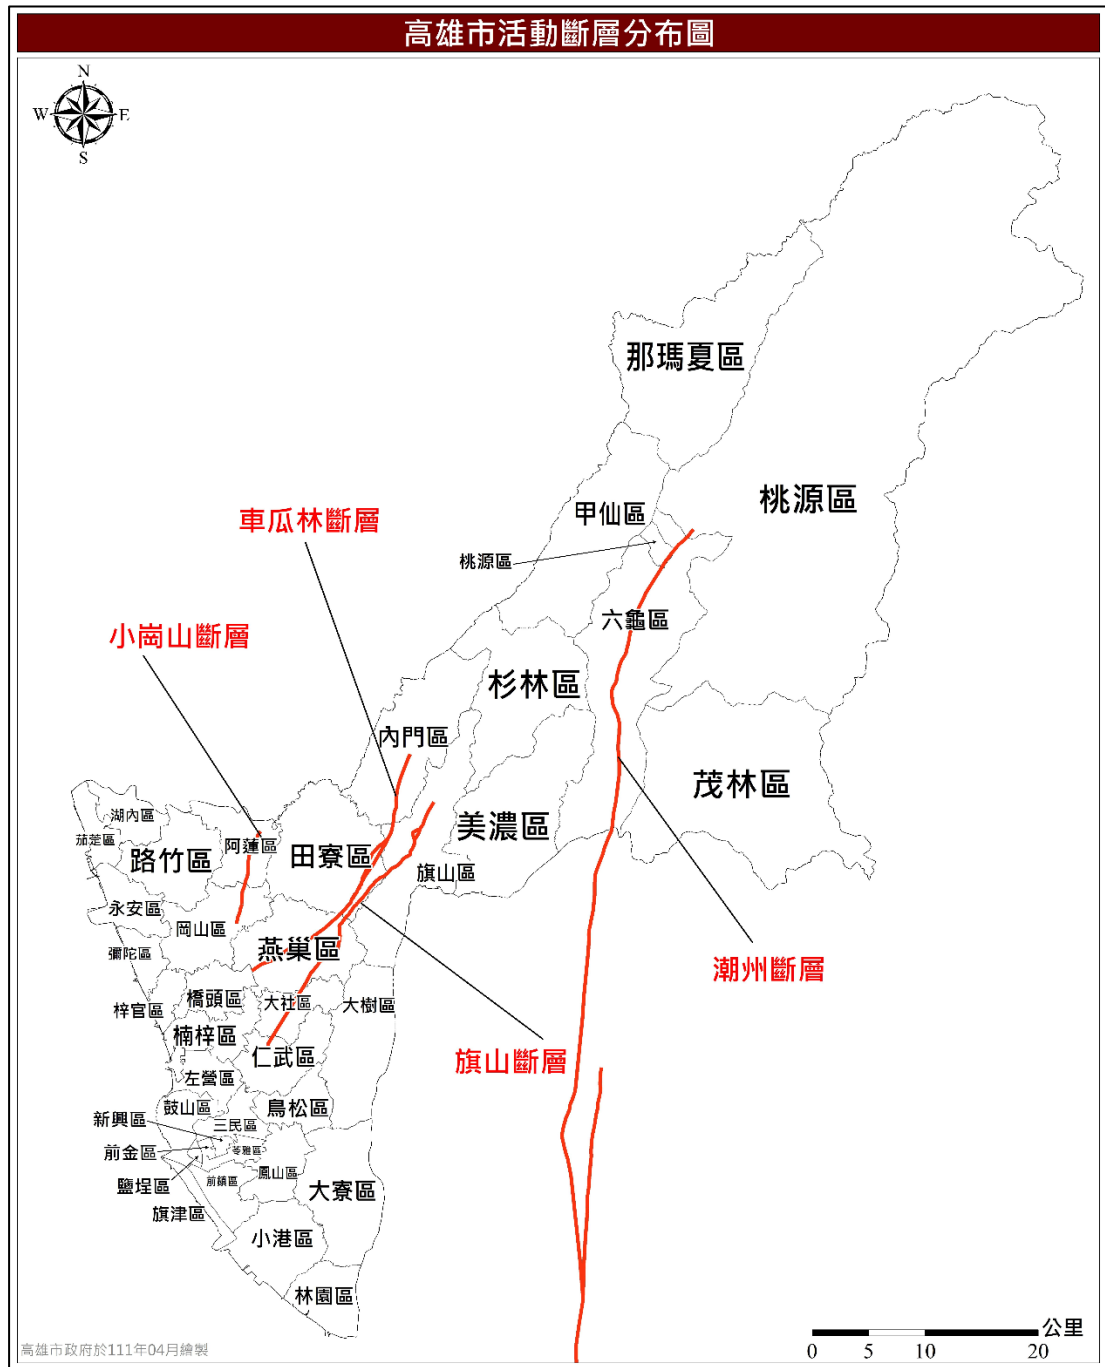 高雄市活動斷層分布圖
N
W
E
S
那瑪夏區
桃源區
甲仙區
車瓜林斷層
桃源區
六龜區
小崗山斷層
杉林區
內門區
茂林區
湖內區
美濃區
茄萣區
阿蓮區
路竹區
田寮區
旗山區
永安區
岡山區
燕巢區
彌陀區
潮州斷層
橋頭區
大社區
大樹區
梓官區
楠梓區
仁武區
旗山斷層
左營區
鼓山區
鳥松區
新興區
三民區
前金區
苓雅區
鹽埕區
前鎮區
鳳山區
大寮區
旗津區
小港區
林園區
公里
0 5 10 20
高雄市政府於111年04月繪製